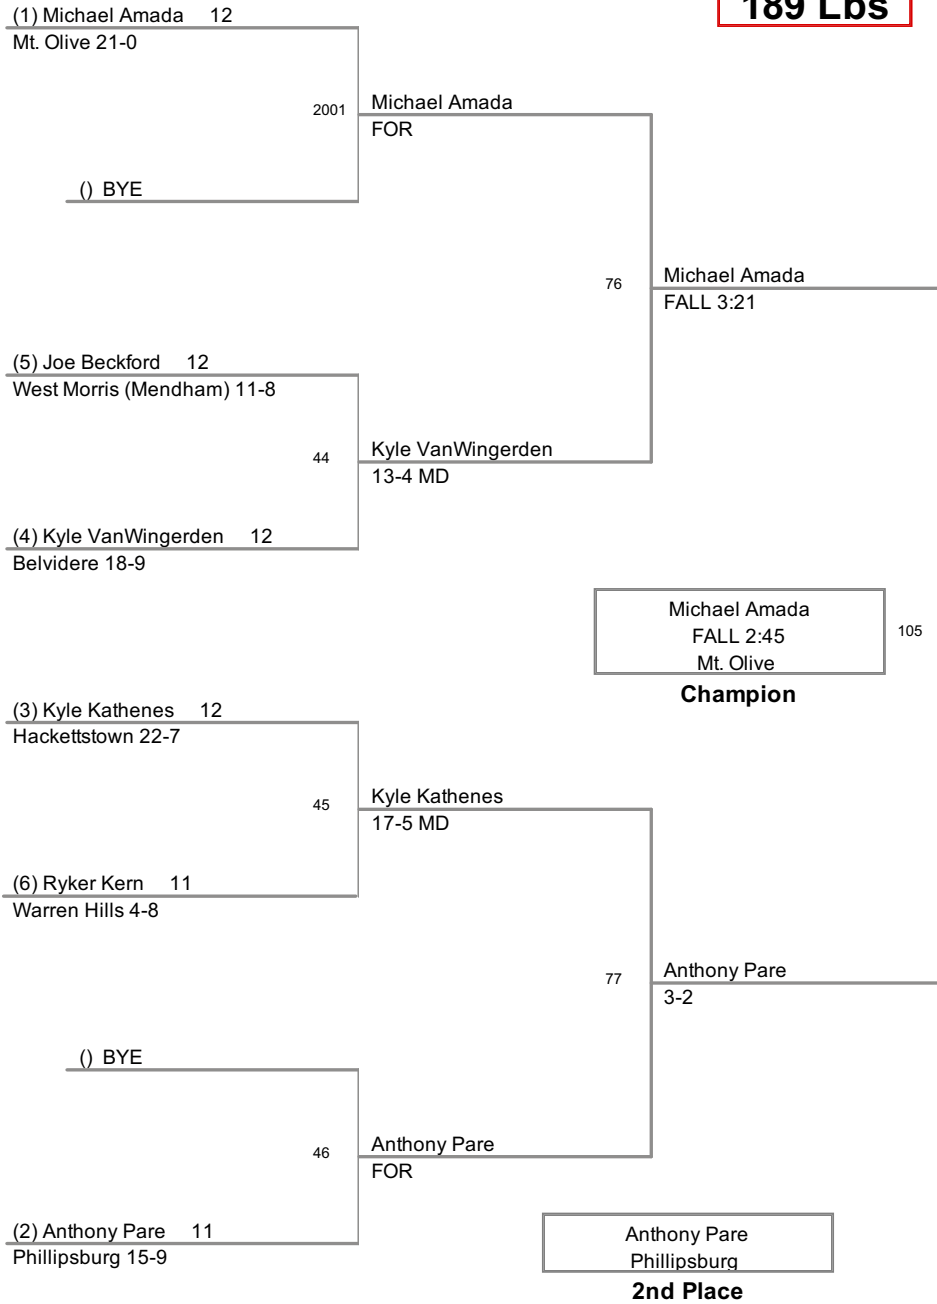 (1) Michael Amada 12
189 Lbs
Mt. Olive 21-0
2001
Michael Amada
FOR
() BYE
76
Michael Amada
FALL 3:21
(5) Joe Beckford 12
West Morris (Mendham) 11-8
44
Kyle VanWingerden
13-4 MD
(4) Kyle VanWingerden 12
Belvidere 18-9
Michael Amada
FALL 2:45
Mt. Olive
105
Champion
(3) Kyle Kathenes 12
Hackettstown 22-7
45
Kyle Kathenes
17-5 MD
(6) Ryker Kern 11
Warren Hills 4-8
77
Anthony Pare
3-2
() BYE
46
Anthony Pare
FOR
(2) Anthony Pare 11
Phillipsburg 15-9
Anthony Pare
Phillipsburg
2nd Place